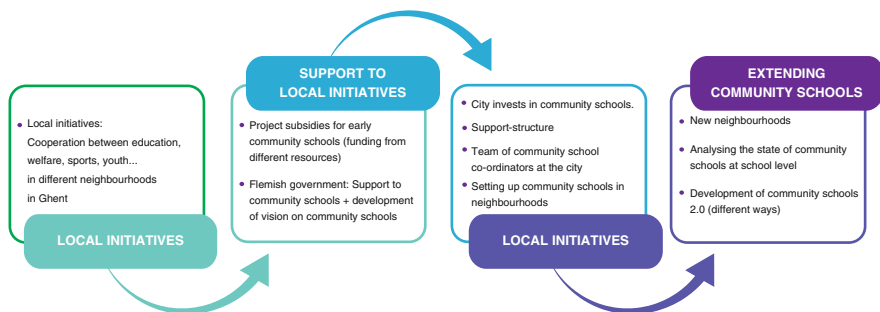 Local initiatives:
Cooperation between education,
welfare, sports, youth...
in different neighbourhoods
in Ghent
LOCAL INITIATIVES
SUPPORT TO
LOCAL INITIATIVES
Project subsidies for early
community schools (funding from
different resources)
Flemish government: Support to
community schools + development
of vision on community schools
City invests in community schools.
Support-structure
Team of community school
co-ordinators at the city
Setting up community schools in
neighbourhoods
LOCAL INITIATIVES
EXTENDING
COMMUNITY SCHOOLS
New neighbourhoods
Analysing the state of community
schools at school level
Development of community schools
2.0 (different ways)